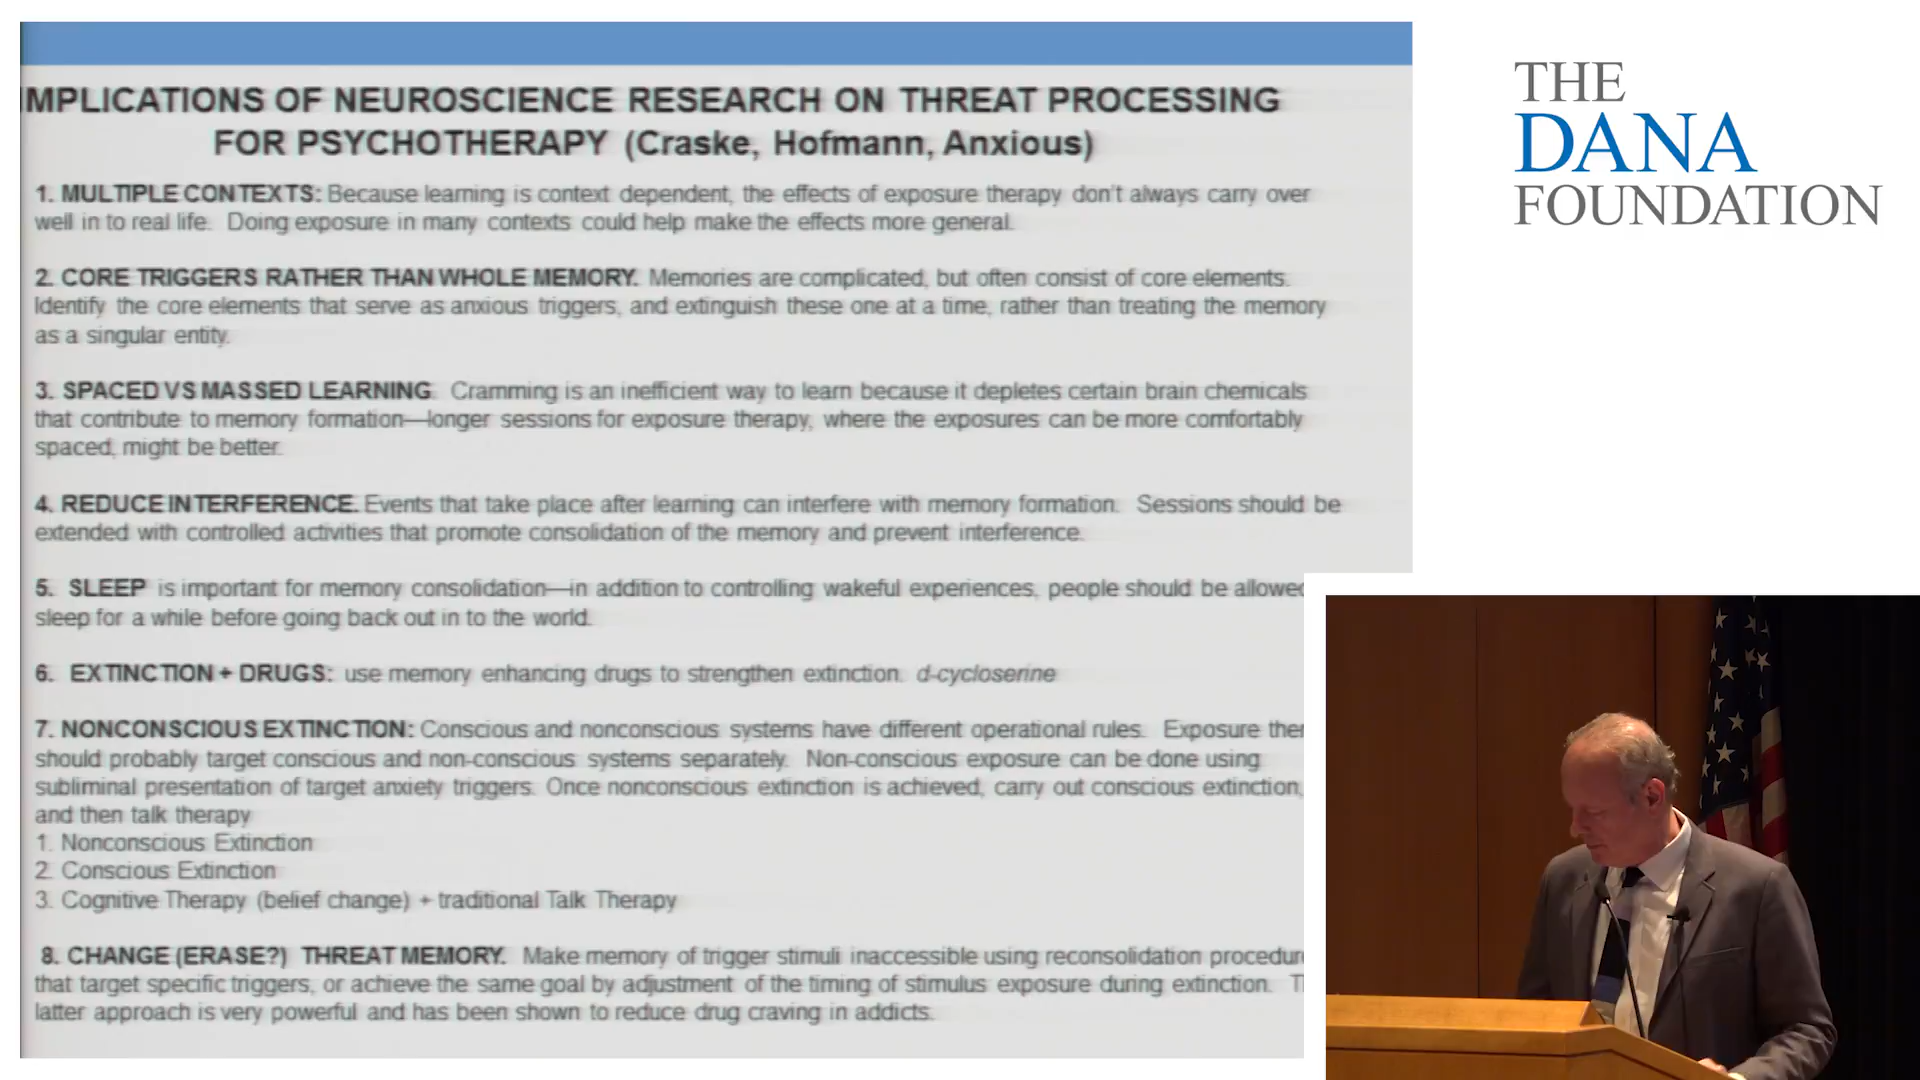 IMPLICATIONS OF NEUROSCIENCE RESEARCH ON THREAT PROCESSING
FOR PSYCHOTHERAPY (Craske, Hofmann, Anxious)
1. MULTIPLE CONTEXTS: Because learning is context dependent, the effects of exposure therapy don't always carry over
well in to real life. Doing exposure in many contexts could help make the effects more general.
2. CORE TRIGGERS RATHER THAN WHOLE MEMORY. Memories are complicated, but often consist of core elements.
Identify the core elements that serve as anxious triggers, and extinguish these one at a time, rather than treating the memory
as a singular entity.
3. SPACED VS MASSED LEARNING. Cramming is an inefficient way to learn because it depletes certain brain chemicals
that contribute to memory formation—longer sessions for exposure therapy, where the exposures can be more comfortably
spaced, might be better.
4. REDUCE INTERFERENCE. Events that take place after learning can interfere with memory formation. Sessions should be
extended with controlled activities that promote consolidation of the memory and prevent interference.
5. SLEEP is important for memory consolidation—in addition to controlling wakeful experiences, people should be allowed
sleep for a while before going back out in to the world.
6. EXTINCTION + DRUGS: use memory enhancing drugs to strengthen extinction. d-cycloserine
7. NONCONSCIOUS EXTINCTION: Conscious and nonconscious systems have different operational rules. Exposure ther
should probably target conscious and non-conscious systems separately. Non-conscious exposure can be done using
subliminal presentation of target anxiety triggers. Once nonconscious extinction is achieved, carry out conscious extinction,
and then talk therapy
1. Nonconscious Extinction
2. Conscious Extinction
3. Cognitive Therapy (belief change) + traditional Talk Therapy
8. CHANGE (ERASE?) THREAT MEMORY. Make memory of trigger stimuli inaccessible using reconsolidation procedur
that target specific triggers, or achieve the same goal by adjustment of the timing of stimulus exposure during extinction. T
latter approach is very powerful and has been shown to reduce drug craving in addicts.
THE
DANA
FOUNDATION